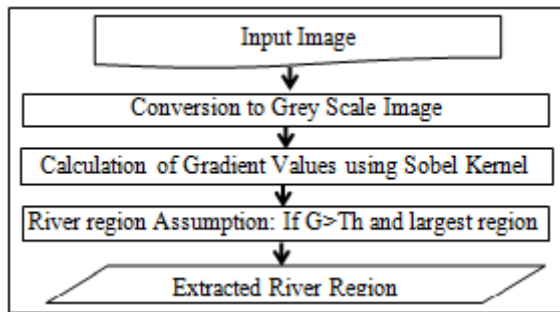 Input Image
Conversion to Grey Scale Image
Calculation of Gradient Values using Sobel Kernel
River region Assumption: If G>Th and largest region
Extracted River Region